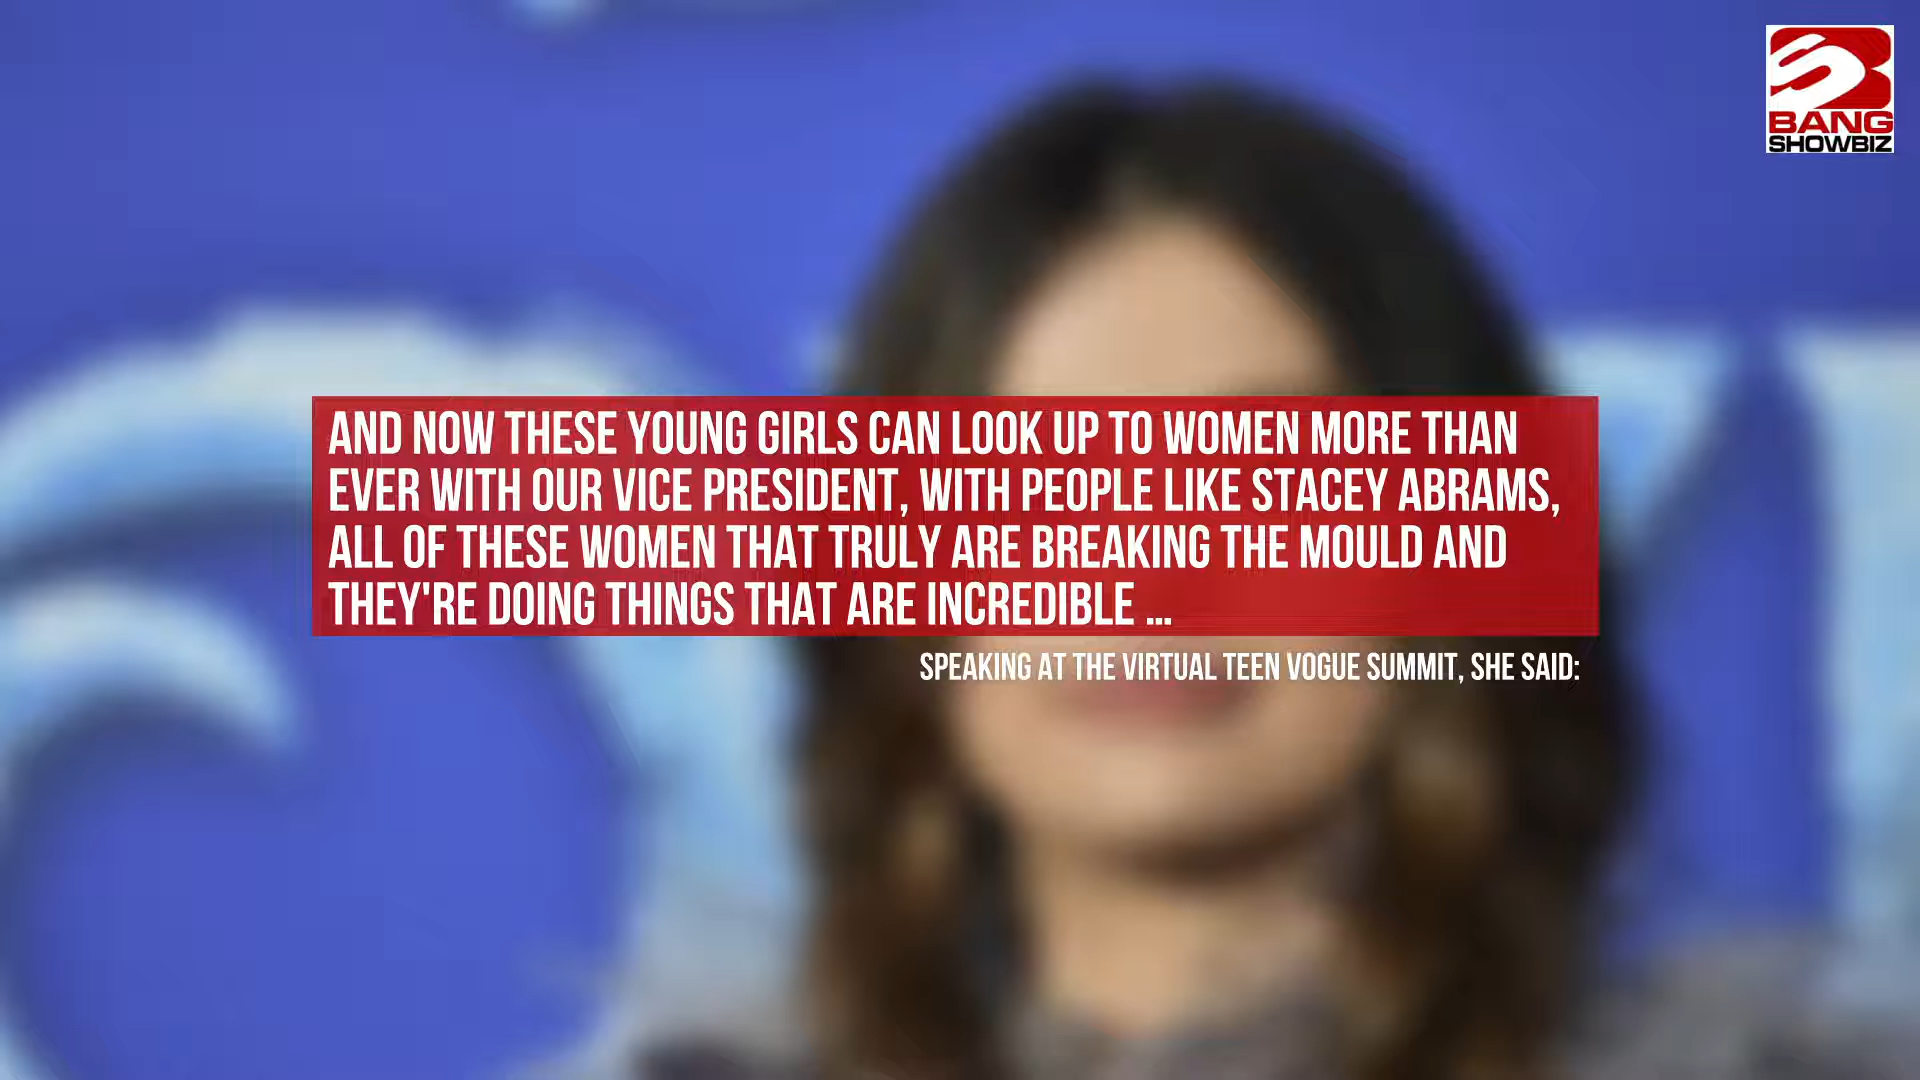 BANG
SHOWBIZ
AND NOW THESE YOUNG GIRLS CAN LOOK UP TO WOMEN MORE THAN
EVER WITH OUR VICE PRESIDENT, WITH PEOPLE LIKE STACEY ABRAMS,
ALL OF THESE WOMEN THAT TRULY ARE BREAKING THE MOULD AND
THEY'RE DOING THINGS THAT ARE INCREDIBLE ...
SPEAKING AT THE VIRTUAL TEEN VOGUE SUMMIT, SHE SAID: